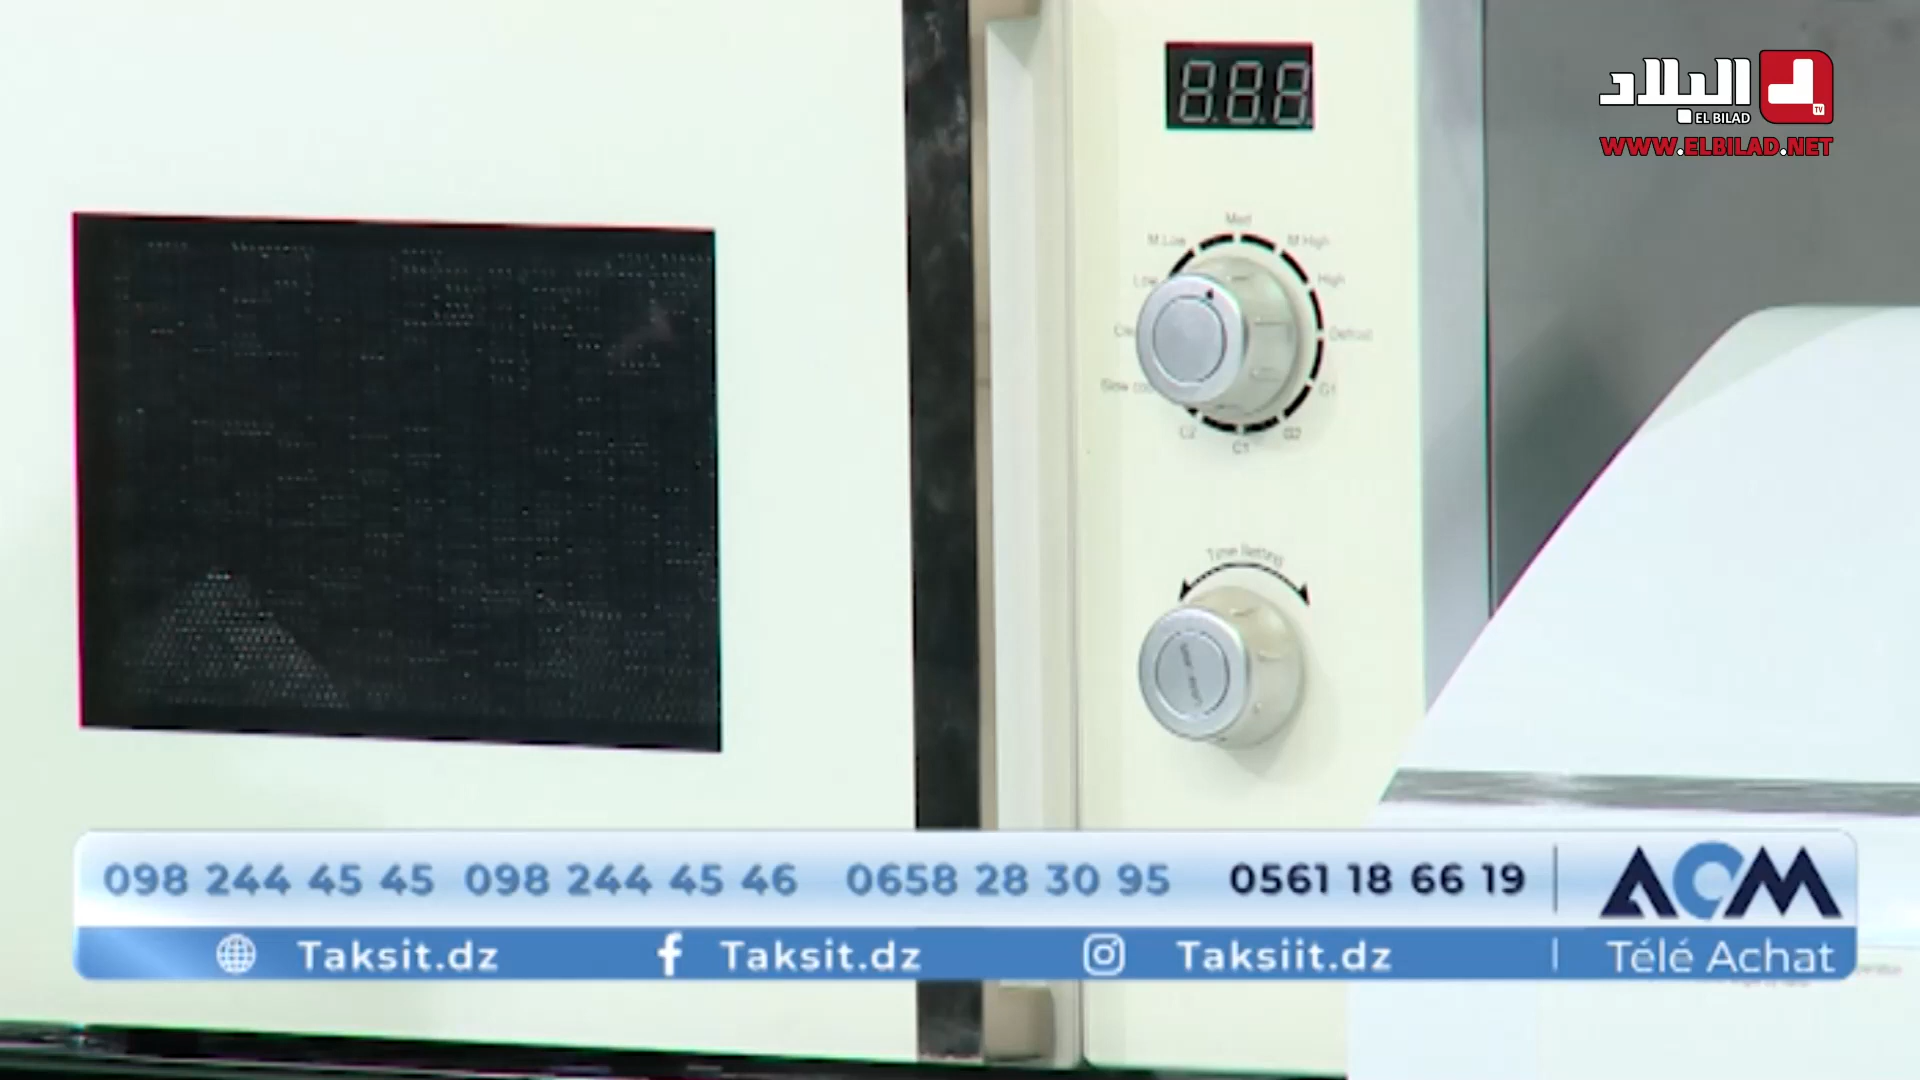 البلاد
EL BILAD
TV
WWW.ELBILAD.NET
888
Med
M.Low
M.High
Low
High
Defrost
G1
C2
G2
C1
Time Setting
098 244 45 45 098 244 45 46 0658 28 30 95 0561 18 66 19
ACM
Taksit.dz Taksit.dz Taksiit.dz Télé Achat